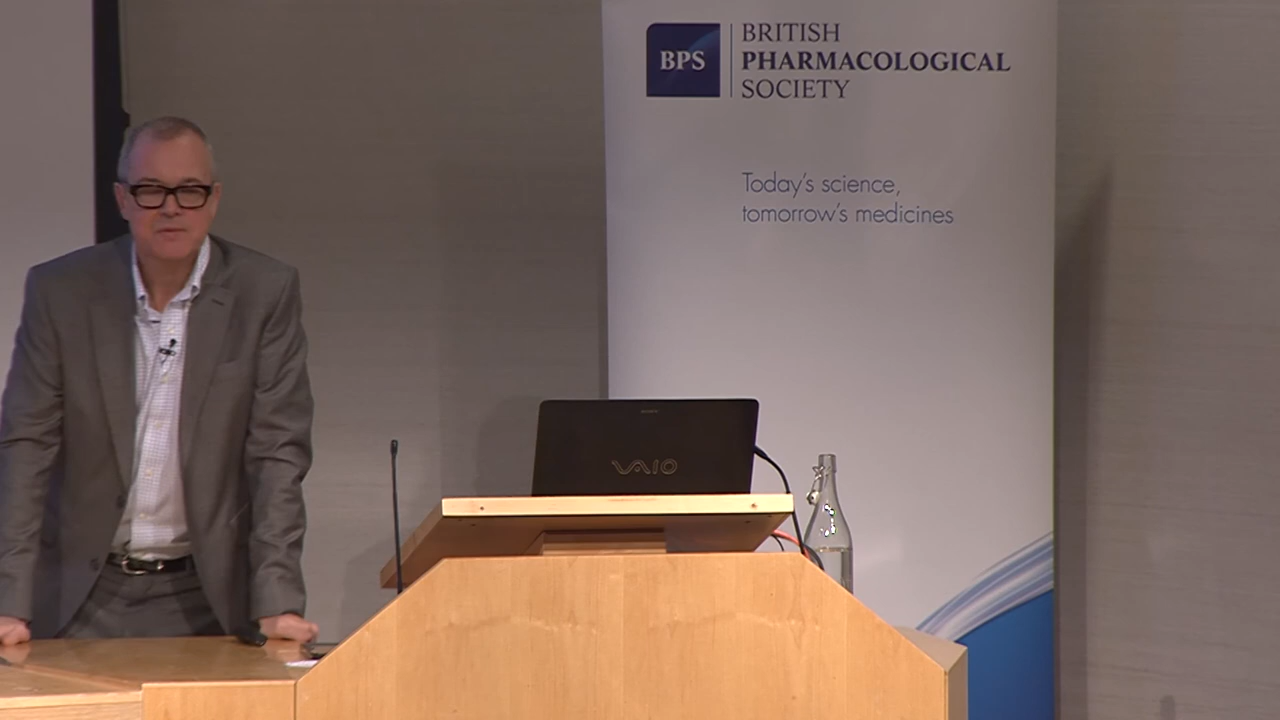 BPS
BRITISH
PHARMACOLOGICAL
SOCIETY
Today's science,
tomorrow's medicines
VAIO